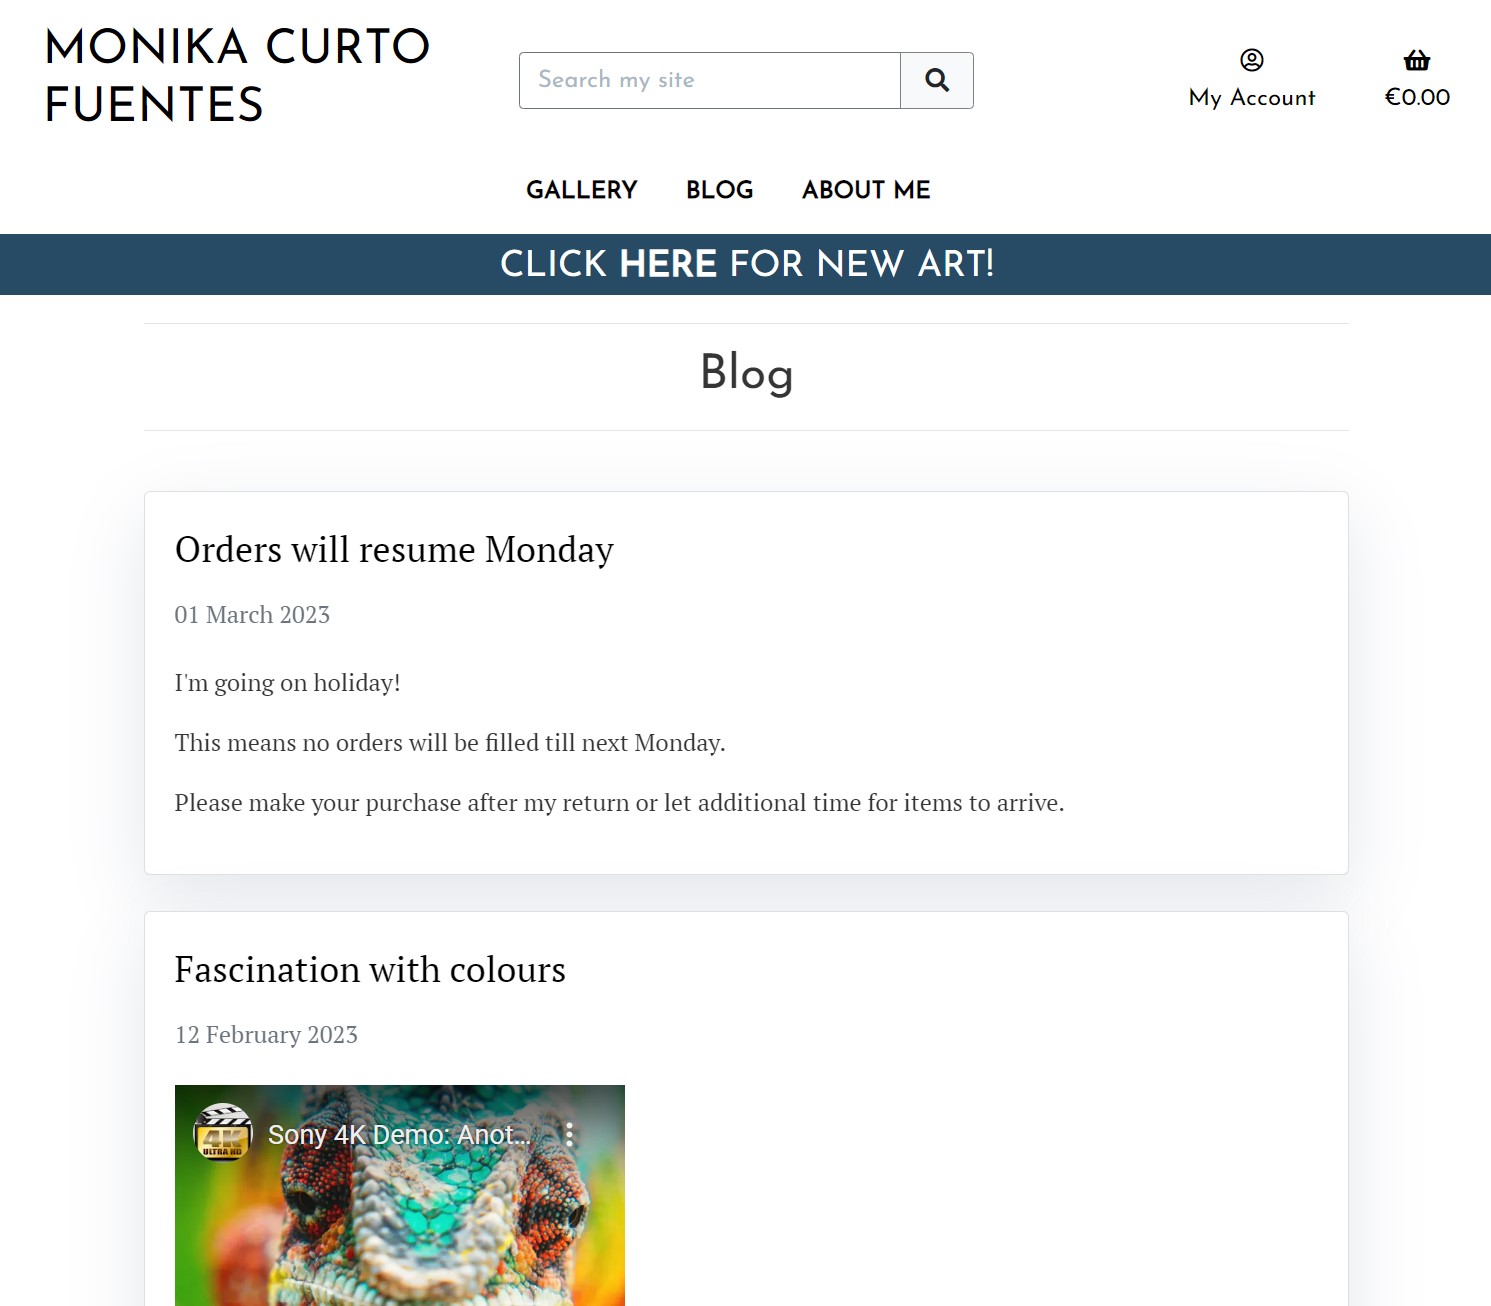 MONIKA CURTO
FUENTES
Search my site
My Account
€0.00
GALLERY BLOG ABOUT ME
CLICK HERE FOR NEW ART!
Blog
Orders will resume Monday
01 March 2023
I'm going on holiday!
This means no orders will be filled till next Monday.
Please make your purchase after my return or let additional time for items to arrive.
Fascination with colours
12 February 2023
4K
ULTRA HD
Sony 4K Demo: Anot...